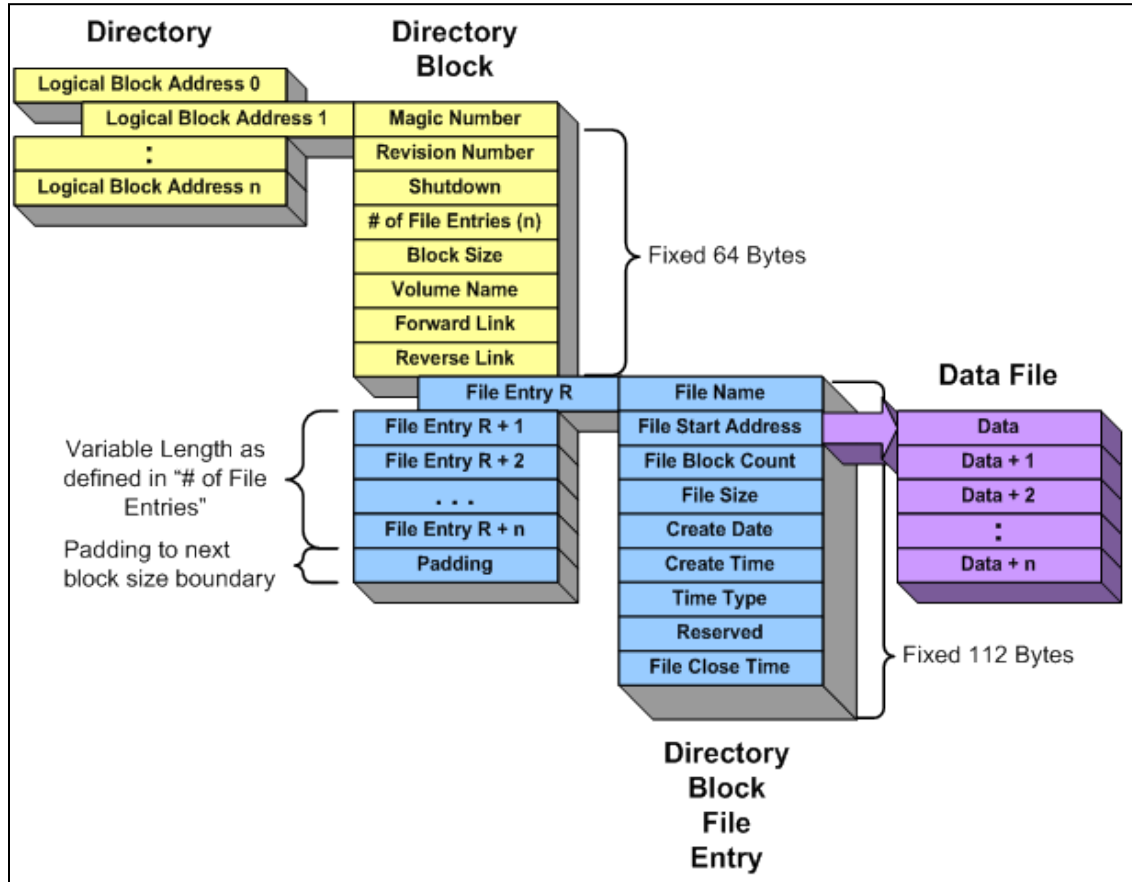 Directory
Directory
Block
Logical Block Address 0
Logical Block Address 1
:
Logical Block Address n
Magic Number
Revision Number
Shutdown
# of File Entries (n)
Block Size
Volume Name
Forward Link
Reverse Link
Fixed 64 Bytes
File Entry R
File Entry R + 1
File Entry R + 2
. . .
File Entry R + n
Padding
Variable Length as
defined in “# of File
Entries”
Padding to next
block size boundary
File Name
File Start Address
File Block Count
File Size
Create Date
Create Time
Time Type
Reserved
File Close Time
Fixed 112 Bytes
Directory
Block
File
Entry
Data File
Data
Data + 1
Data + 2
:
Data + n